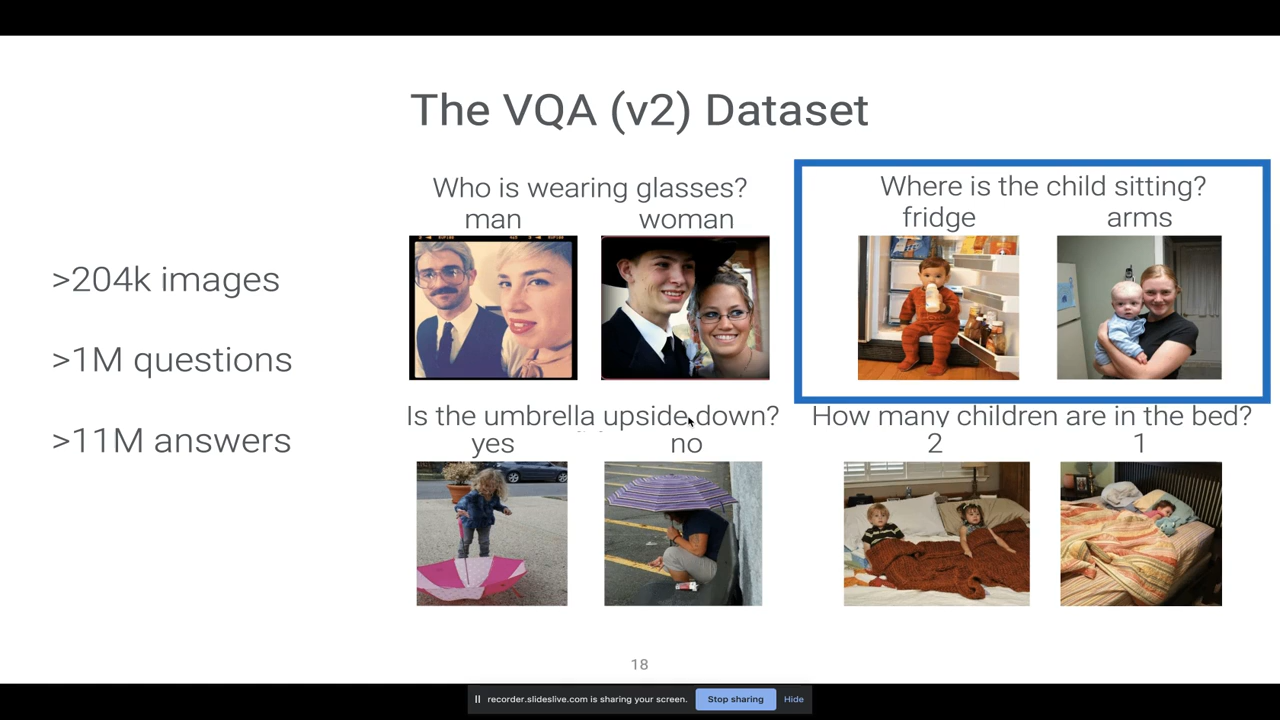 The VQA (v2) Dataset
>204k images
>1M questions
>11M answers
Who is wearing glasses?
man woman
Where is the child sitting?
fridge arms
Is the umbrella upside down?
yes no
How many children are in the bed?
2 1
18
recorder.slideslive.com is sharing your screen. Stop sharing Hide